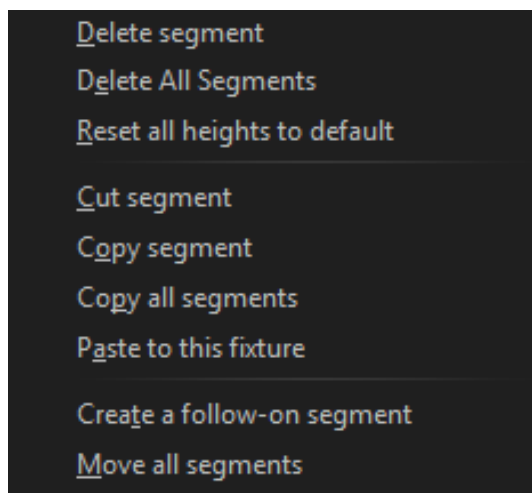 Delete segment
Delete All Segments
Reset all heights to default
Cut segment
Copy segment
Copy all segments
Paste to this fixture
Create a follow-on segment
Move all segments